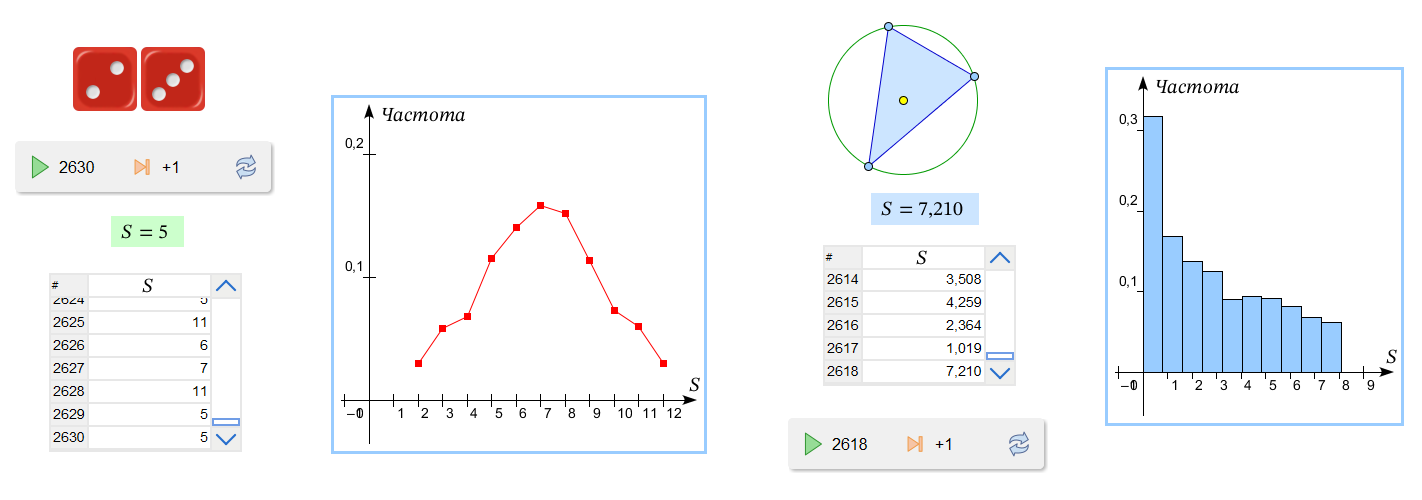 2630 +1
S = 5
# S
2624 5
2625 11
2626 6
2627 7
2628 11
2629 5
2630 5
Частота
0,2
0,1
S
–1 0 1 2 3 4 5 6 7 8 9 10 11 12
S = 7,210
# S
2614 3,508
2615 4,259
2616 2,364
2617 1,019
2618 7,210
2618 +1
Частота
0,3
0,2
0,1
S
–1 0 1 2 3 4 5 6 7 8 9